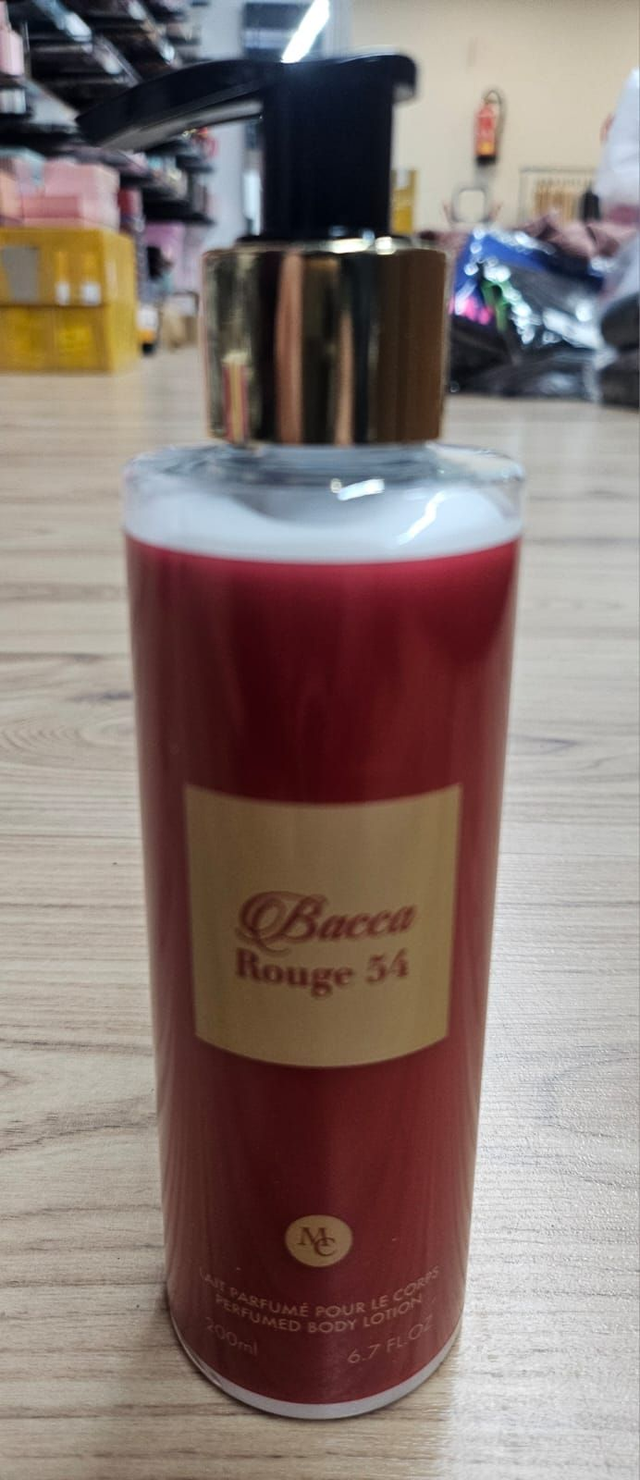 Bacca
Rouge 54
MC
LAIT PARFUMÉ POUR LE CORPS
PERFUMED BODY LOTION
200ml
6.7 FL.OZ